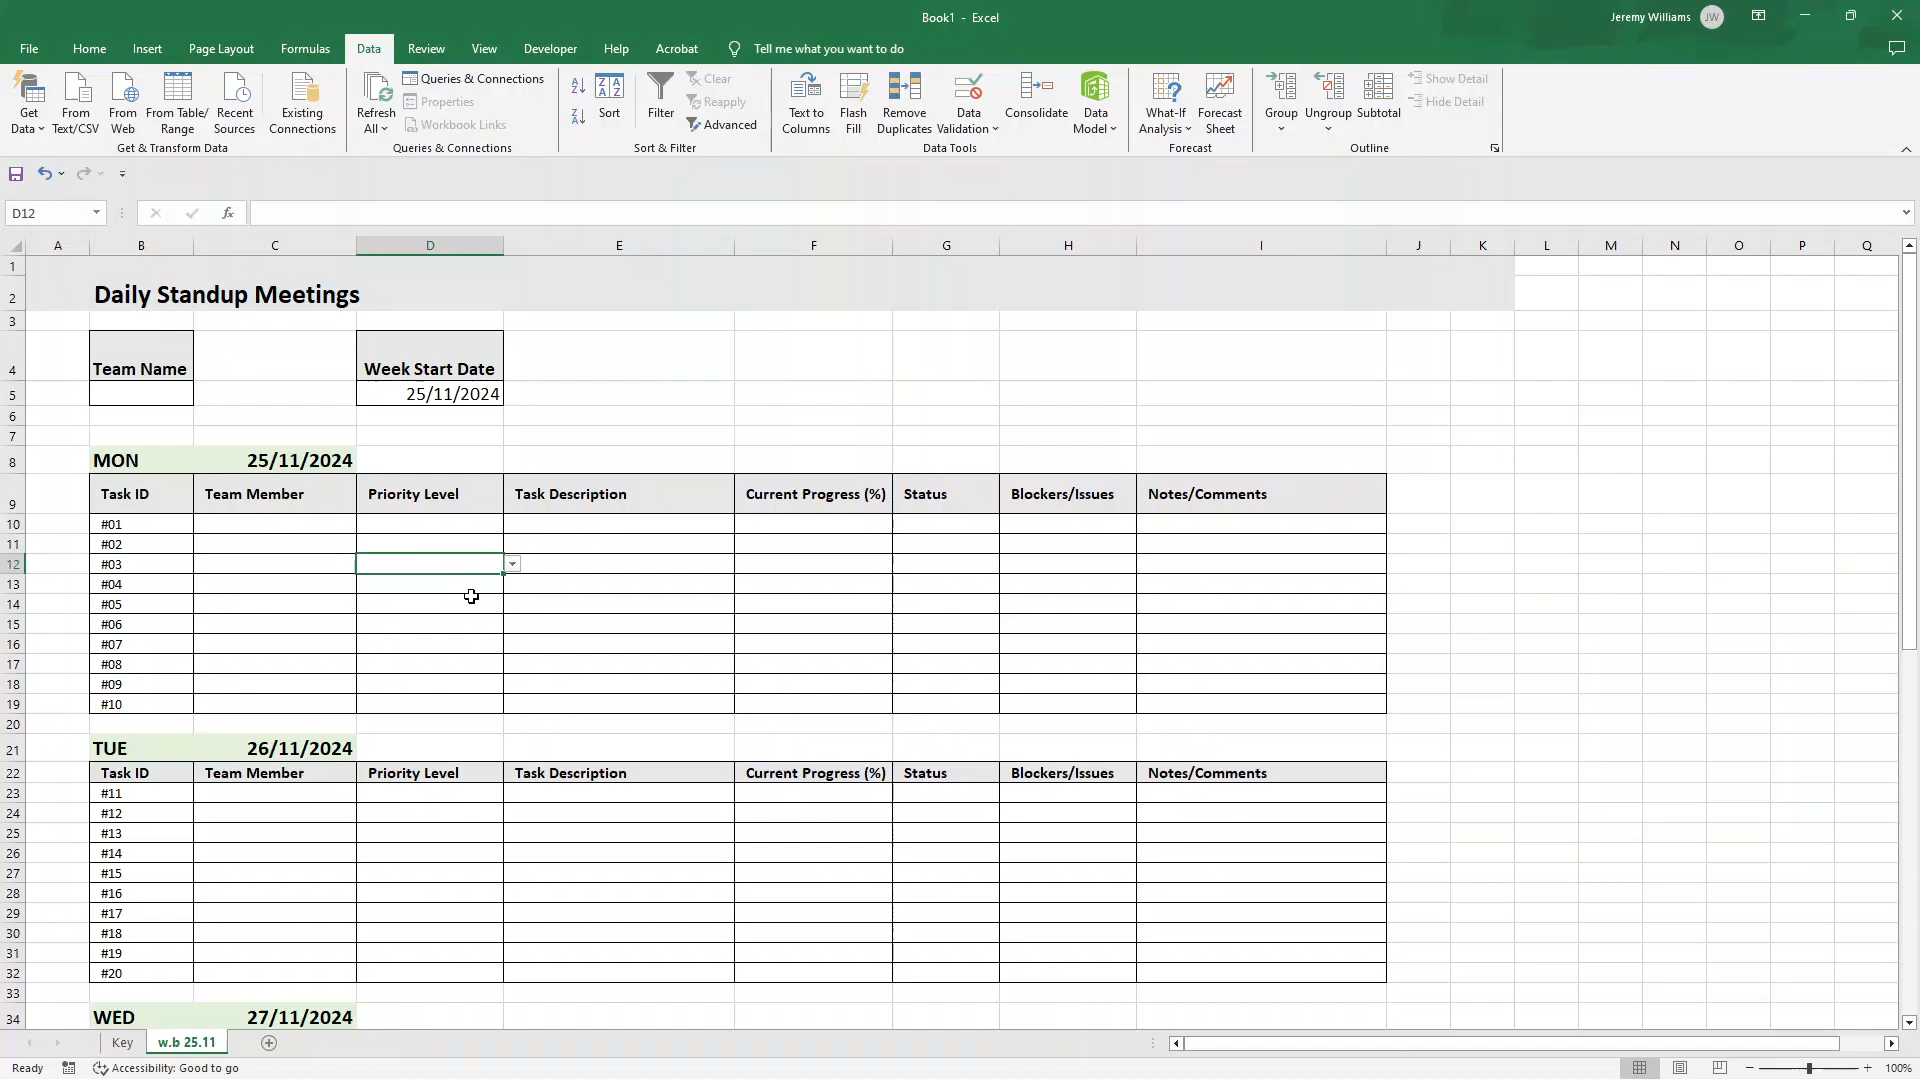 Book1 - Excel
Jeremy Williams JW
File Home Insert Page Layout Formulas Data Review View Developer Help Acrobat Tell me what you want to do
Get Data
From Text/CSV
From Web
From Table/ Range
Recent Sources
Existing Connections
Get & Transform Data
Refresh All
Queries & Connections
Properties
Workbook Links
Queries & Connections
Sort
Filter
Clear
Reapply
Advanced
Sort & Filter
Text to Columns
Flash Fill
Remove Duplicates
Data Validation
Consolidate
Data Model
Data Tools
What-If Analysis
Forecast Sheet
Forecast
Group
Ungroup
Subtotal
Show Detail
Hide Detail
Outline
D12 fx
A B C D E F G H I J K L M N O P Q
1
2 Daily Standup Meetings
3
4 Team Name Week Start Date
5 25/11/2024
6
7
8 MON 25/11/2024
9 Task ID Team Member Priority Level Task Description Current Progress (%) Status Blockers/Issues Notes/Comments
10 #01
11 #02
12 #03
13 #04
14 #05
15 #06
16 #07
17 #08
18 #09
19 #10
20
21 TUE 26/11/2024
22 Task ID Team Member Priority Level Task Description Current Progress (%) Status Blockers/Issues Notes/Comments
23 #11
24 #12
25 #13
26 #14
27 #15
28 #16
29 #17
30 #18
31 #19
32 #20
33
34 WED 27/11/2024
Key w.b 25.11
Ready Accessibility: Good to go 100%